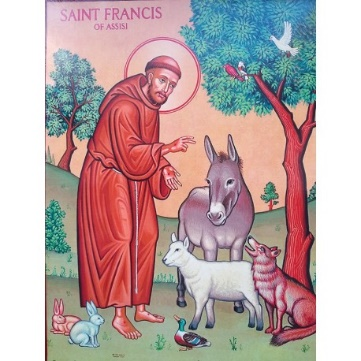 SAINT FRANCIS
OF ASSISI